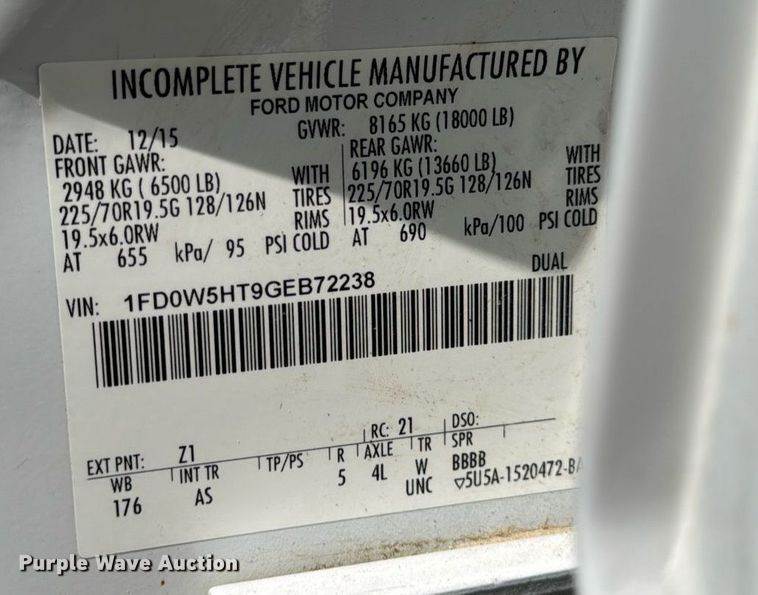 INCOMPLETE VEHICLE MANUFACTURED BY
FORD MOTOR COMPANY
DATE: 12/15
GVWR: 8165 KG (18000 LB)
FRONT GAWR:
2948 KG ( 6500 LB)
225/70R19.5G 128/126N
19.5x6.0RW
AT 655 kPa/ 95 PSI COLD
WITH
TIRES
RIMS
REAR GAWR:
6196 KG (13660 LB)
225/70R19.5G 128/126N
19.5x6.0RW
AT 690 kPa/100 PSI COLD
WITH
TIRES
RIMS
DUAL
VIN: 1FD0W5HT9GEB72238
EXT PNT: Z1 RC: 21 DSO:
WB INT TR TP/PS R AXLE TR SPR
176 AS 5 4L W BBBB
UNC ▽5U5A-1520472-BA
Purple Wave Auction